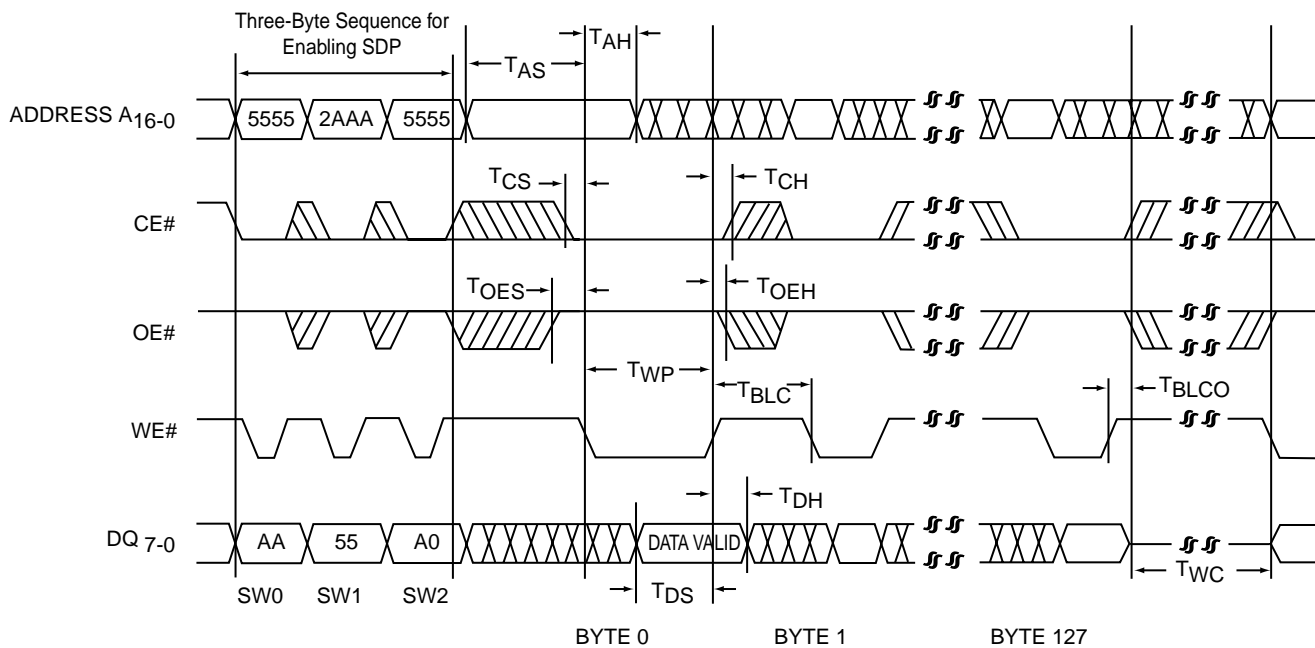 Three-Byte Sequence for
Enabling SDP
TAH
TAS
ADDRESS A16-0
5555
2AAA
5555
TCS
TCH
CE#
TOES
TOEH
OE#
TWP
TBLC
TBLCO
WE#
TDH
DQ 7-0
AA
55
A0
DATA VALID
TWC
SW0
SW1
SW2
TDS
BYTE 0
BYTE 1
BYTE 127